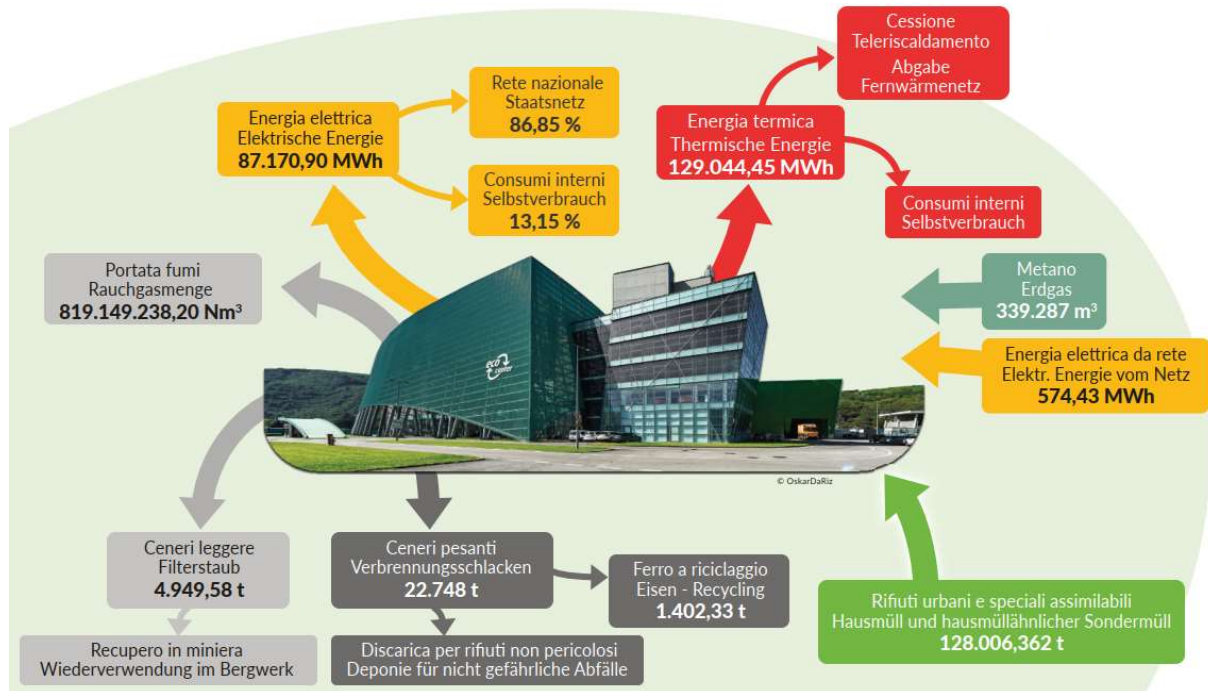 Cessione
Teleriscaldamento
Abgabe
Fernwärmenetz
Rete nazionale
Staatsnetz
86,85 %
Energia elettrica
Elektrische Energie
87.170,90 MWh
Energia termica
Thermische Energie
129.044,45 MWh
Consumi interni
Selbstverbrauch
13,15 %
Consumi interni
Selbstverbrauch
Portata fumi
Rauchgasmenge
819.149.238,20 Nm³
Metano
Erdgas
339.287 m³
Energia elettrica da rete
Elektr. Energie vom Netz
574,43 MWh
eco
center
© OskarDaRiz
Ceneri leggere
Filterstaub
4.949,58 t
Ceneri pesanti
Verbrennungsschlacken
22.748 t
Ferro a riciclaggio
Eisen - Recycling
1.402,33 t
Rifiuti urbani e speciali assimilabili
Hausmüll und hausmüllähnlicher Sondermüll
128.006,362 t
Recupero in miniera
Wiederverwendung im Bergwerk
Discarica per rifiuti non pericolosi
Deponie für nicht gefährliche Abfälle